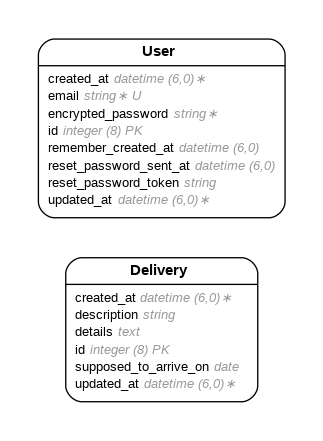 User
created_at datetime (6,0)∗
email string∗ U
encrypted_password string∗
id integer (8) PK
remember_created_at datetime (6,0)
reset_password_sent_at datetime (6,0)
reset_password_token string
updated_at datetime (6,0)∗
Delivery
created_at datetime (6,0)∗
description string
details text
id integer (8) PK
supposed_to_arrive_on date
updated_at datetime (6,0)∗